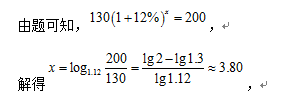 由题可知，130(1+12%)^x=200，
解得 x=log_{1.12} 200/130 = (lg2−lg1.3)/lg1.12 ≈3.80，